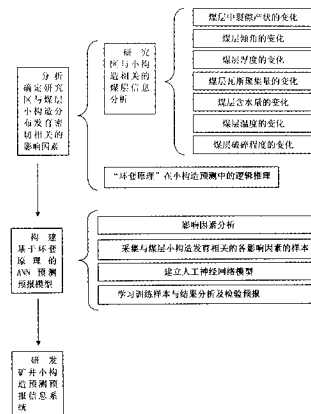 分析
确定研究
区与煤层
小构造分
布发育密
切相关的
影响因素
研究
区与小构
造相关的
煤层信息
分析
煤层中裂隙产状的变化
煤层倾角的变化
煤层厚度的变化
煤层瓦斯聚集量的变化
煤层含水质的变化
煤层温度的变化
煤层破碎程度的变化
“环套原理”在小构造预测中的逻辑推理
构建
基于环套
原理的
ANN 预测
预报模型
影响因素分析
采集与煤层小构造发育相关的各影响因素的样本
建立人工神经网络模型
学习训练样本与结果分析及检验预报
研发
矿井小构
造预测预
报信息系
统